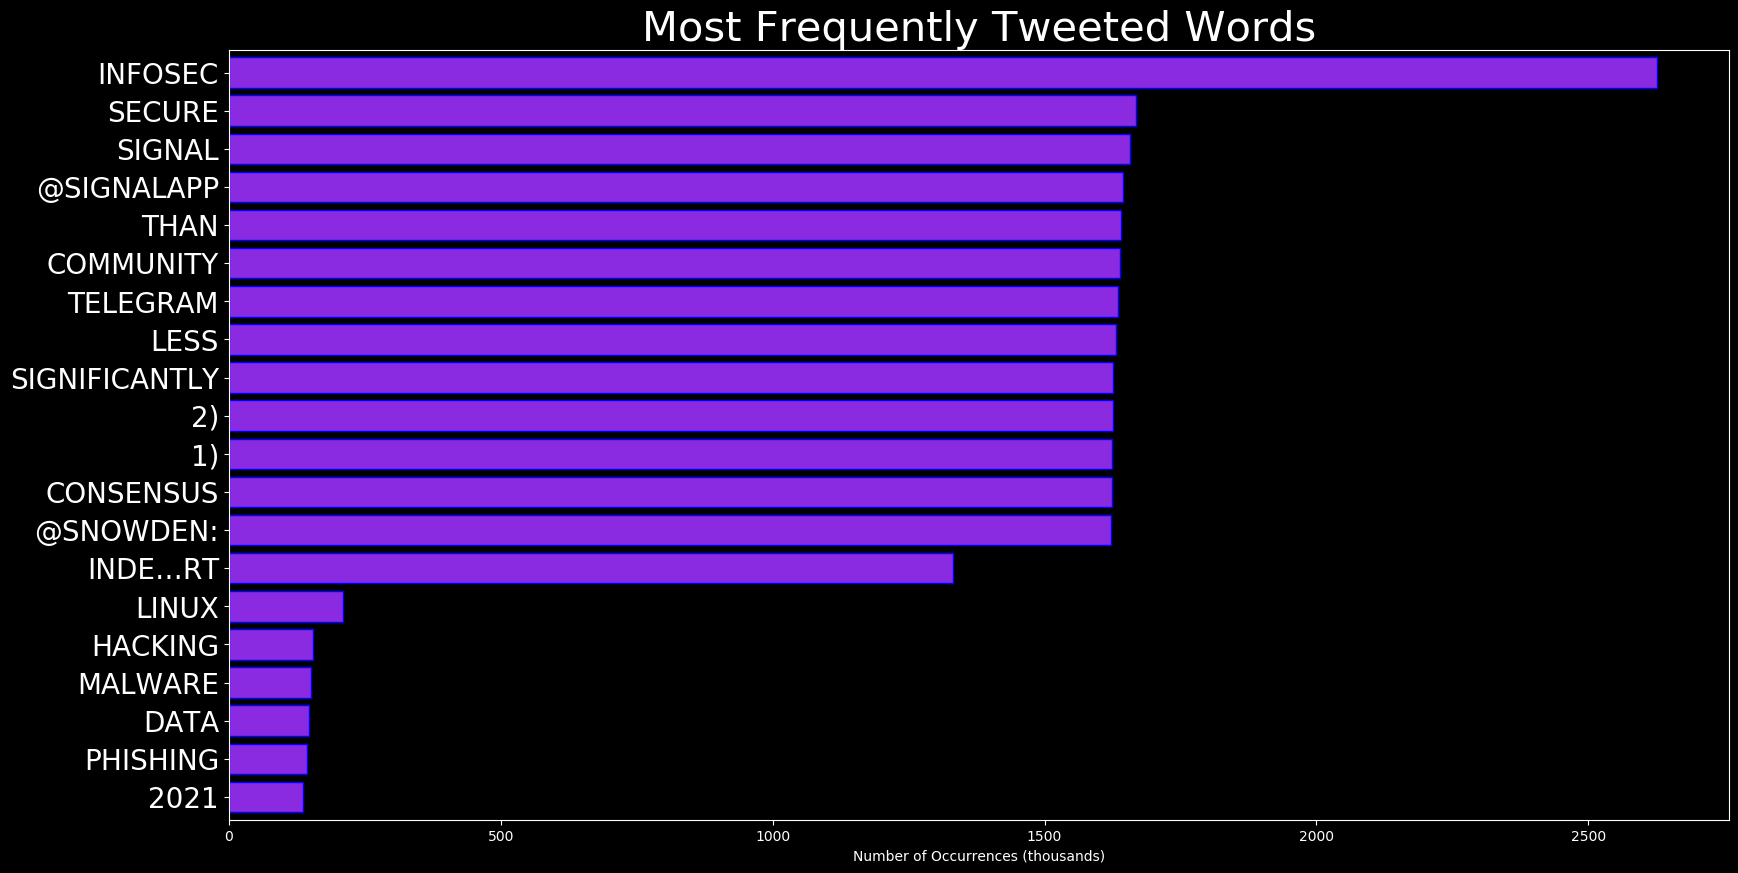 Most Frequently Tweeted Words
INFOSEC
SECURE
SIGNAL
@SIGNALAPP
THAN
COMMUNITY
TELEGRAM
LESS
SIGNIFICANTLY
2)
1)
CONSENSUS
@SNOWDEN:
INDE…RT
LINUX
HACKING
MALWARE
DATA
PHISHING
2021
0 500 1000 1500 2000 2500
Number of Occurrences (thousands)